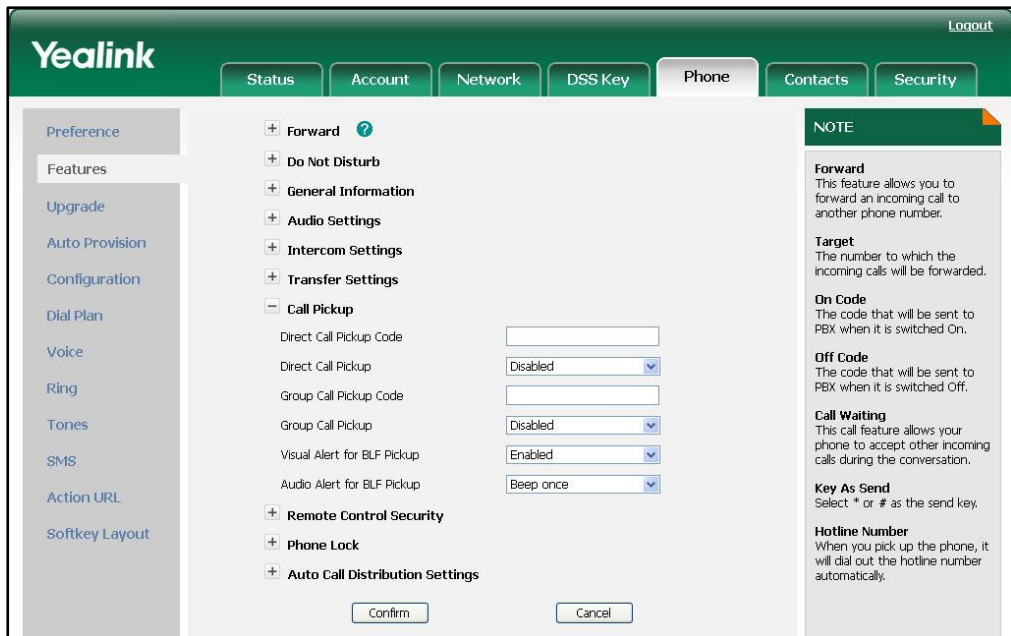 Logout
Yealink
Status
Account
Network
DSS Key
Phone
Contacts
Security
Preference
Features
Upgrade
Auto Provision
Configuration
Dial Plan
Voice
Ring
Tones
SMS
Action URL
Softkey Layout
+ Forward ?
+ Do Not Disturb
+ General Information
+ Audio Settings
+ Intercom Settings
+ Transfer Settings
− Call Pickup
Direct Call Pickup Code
Direct Call Pickup Disabled
Group Call Pickup Code
Group Call Pickup Disabled
Visual Alert for BLF Pickup Enabled
Audio Alert for BLF Pickup Beep once
+ Remote Control Security
+ Phone Lock
+ Auto Call Distribution Settings
Confirm
Cancel
NOTE
Forward
This feature allows you to
forward an incoming call to
another phone number.
Target
The number to which the
incoming calls will be forwarded.
On Code
The code that will be sent to
PBX when it is switched On.
Off Code
The code that will be sent to
PBX when it is switched Off.
Call Waiting
This call feature allows your
phone to accept other incoming
calls during the conversation.
Key As Send
Select * or # as the send key.
Hotline Number
When you pick up the phone, it
will dial out the hotline number
automatically.